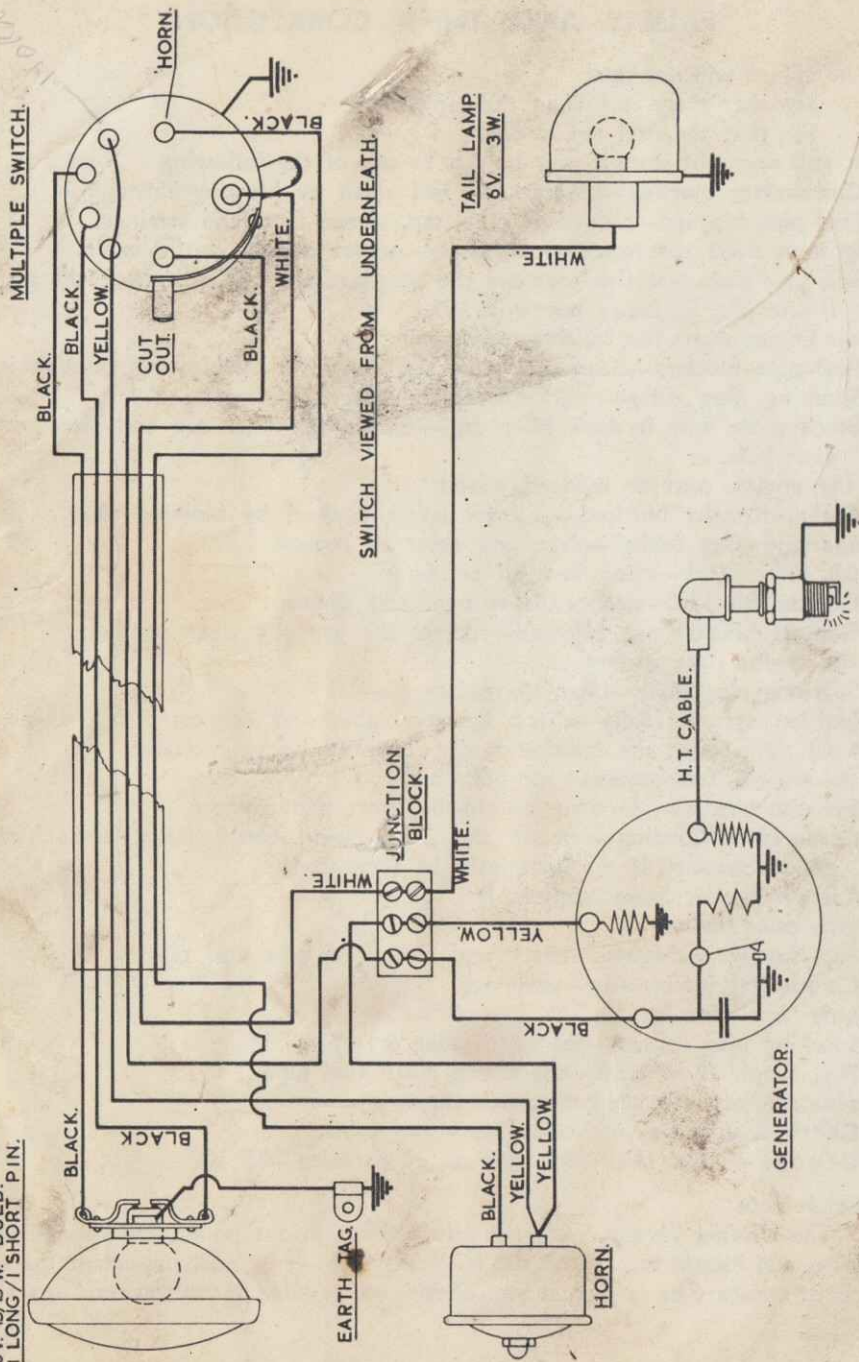 1 LONG/1 SHORT PIN.
BLACK.
BLACK
EARTH TAG.
BLACK.
YELLOW.
YELLOW.
HORN.
MULTIPLE SWITCH.
BLACK.
BLACK.
YELLOW.
CUT
OUT.
HORN.
BLACK.
WHITE.
BLACK.
SWITCH VIEWED FROM UNDERNEATH.
TAIL LAMP.
6V. 3W.
WHITE.
JUNCTION
BLOCK.
WHITE.
WHITE.
YELLOW.
BLACK
GENERATOR.
H.T. CABLE.